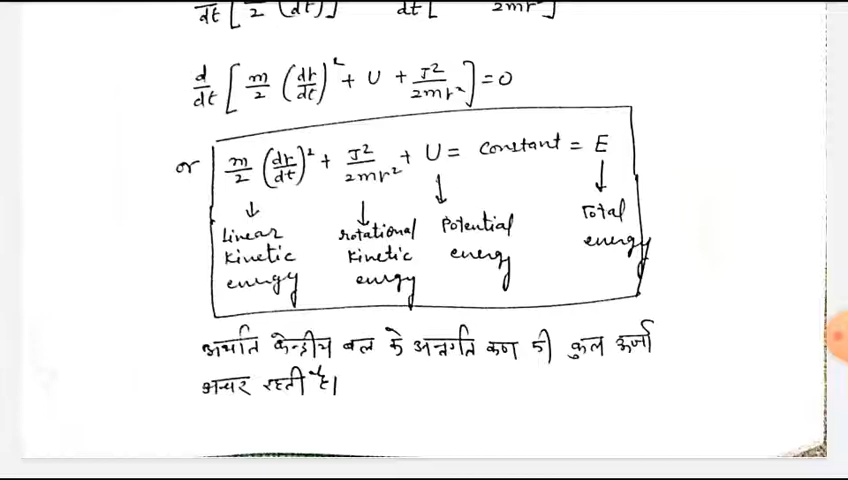 d/dt [ m/2 (dr/dt)² + U + J²/2mr² ] = 0
or m/2 (dr/dt)² + J²/2mr² + U = constant = E
↓ ↓ ↓ ↓
Linear kinetic energy
rotational kinetic energy
Potential energy
Total energy
अर्थात केन्द्रीय बल के अन्तर्गत कण की कुल ऊर्जा
अचर रहती है।